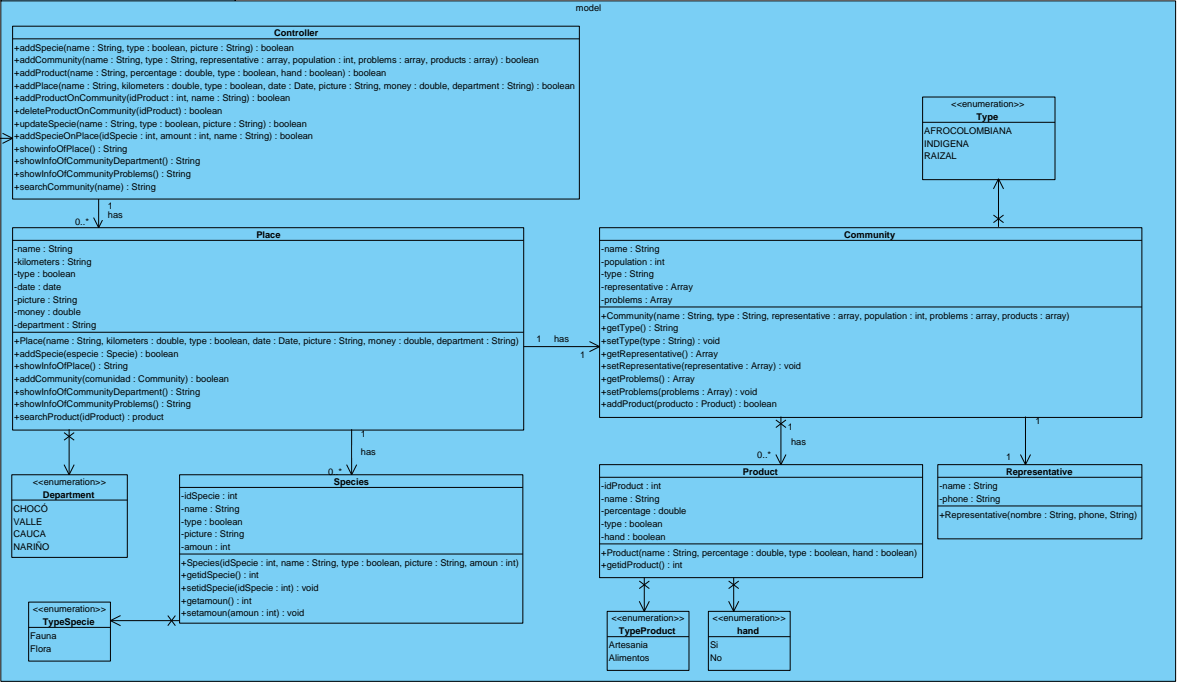 model
Controller
+addSpecie(name : String, type : boolean, picture : String) : boolean
+addCommunity(name : String, type : String, representative : array, population : int, problems : array, products : array) : boolean
+addProduct(name : String, percentage : double, type : boolean, hand : boolean) : boolean
+addPlace(name : String, kilometers : double, type : boolean, date : Date, picture : String, money : double, department : String) : boolean
+addProductOnCommunity(idProduct : int, name : String) : boolean
+deleteProductOnCommunity(idProduct) : boolean
+updateSpecie(name : String, type : boolean, picture : String) : boolean
+addSpecieOnPlace(idSpecie : int, amount : int, name : String) : boolean
+showinfoOfPlace() : String
+showInfoOfCommunityDepartment() : String
+showInfoOfCommunityProblems() : String
+searchCommunity(name) : String
1
has
0..*
<<enumeration>>
Type
AFROCOLOMBIANA
INDIGENA
RAIZAL
Place
-name : String
-kilometers : String
-type : boolean
-date : date
-picture : String
-money : double
-department : String
+Place(name : String, kilometers : double, type : boolean, date : Date, picture : String, money : double, department : String)
+addSpecie(especie : Specie) : boolean
+showInfoOfPlace() : String
+addCommunity(comunidad : Community) : boolean
+showInfoOfCommunityDepartment() : String
+showInfoOfCommunityProblems() : String
+searchProduct(idProduct) : product
1 has
1
Community
-name : String
-population : int
-type : String
-representative : Array
-problems : Array
+Community(name : String, type : String, representative : array, population : int, problems : array, products : array)
+getType() : String
+setType(type : String) : void
+getRepresentative() : Array
+setRepresentative(representative : Array) : void
+getProblems() : Array
+setProblems(problems : Array) : void
+addProduct(producto : Product) : boolean
1
has
0..*
1
has
0..*
1
1
<<enumeration>>
Department
CHOCÓ
VALLE
CAUCA
NARIÑO
Species
-idSpecie : int
-name : String
-type : boolean
-picture : String
-amoun : int
+Species(idSpecie : int, name : String, type : boolean, picture : String, amoun : int)
+getidSpecie() : int
+setidSpecie(idSpecie : int) : void
+getamoun() : int
+setamoun(amoun : int) : void
Product
-idProduct : int
-name : String
-percentage : double
-type : boolean
-hand : boolean
+Product(name : String, percentage : double, type : boolean, hand : boolean)
+getidProduct() : int
Representative
-name : String
-phone : String
+Representative(nombre : String, phone, String)
<<enumeration>>
TypeSpecie
Fauna
Flora
<<enumeration>>
TypeProduct
Artesania
Alimentos
<<enumeration>>
hand
Si
No